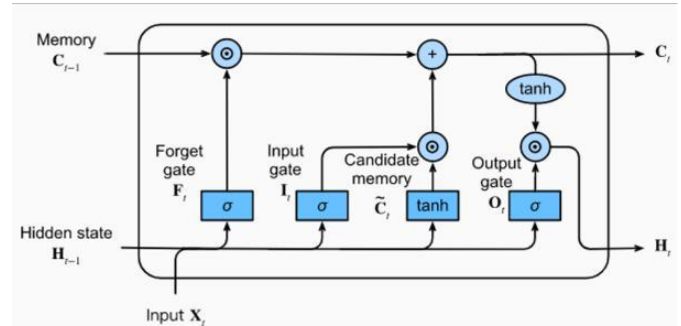 Memory
C_{t-1}
⊙
+
C_t
tanh
Forget
gate
F_t
σ
Input
gate
I_t
σ
Candidate
memory
C̃_t
tanh
⊙
Output
gate
O_t
σ
⊙
Hidden state
H_{t-1}
H_t
Input X_t